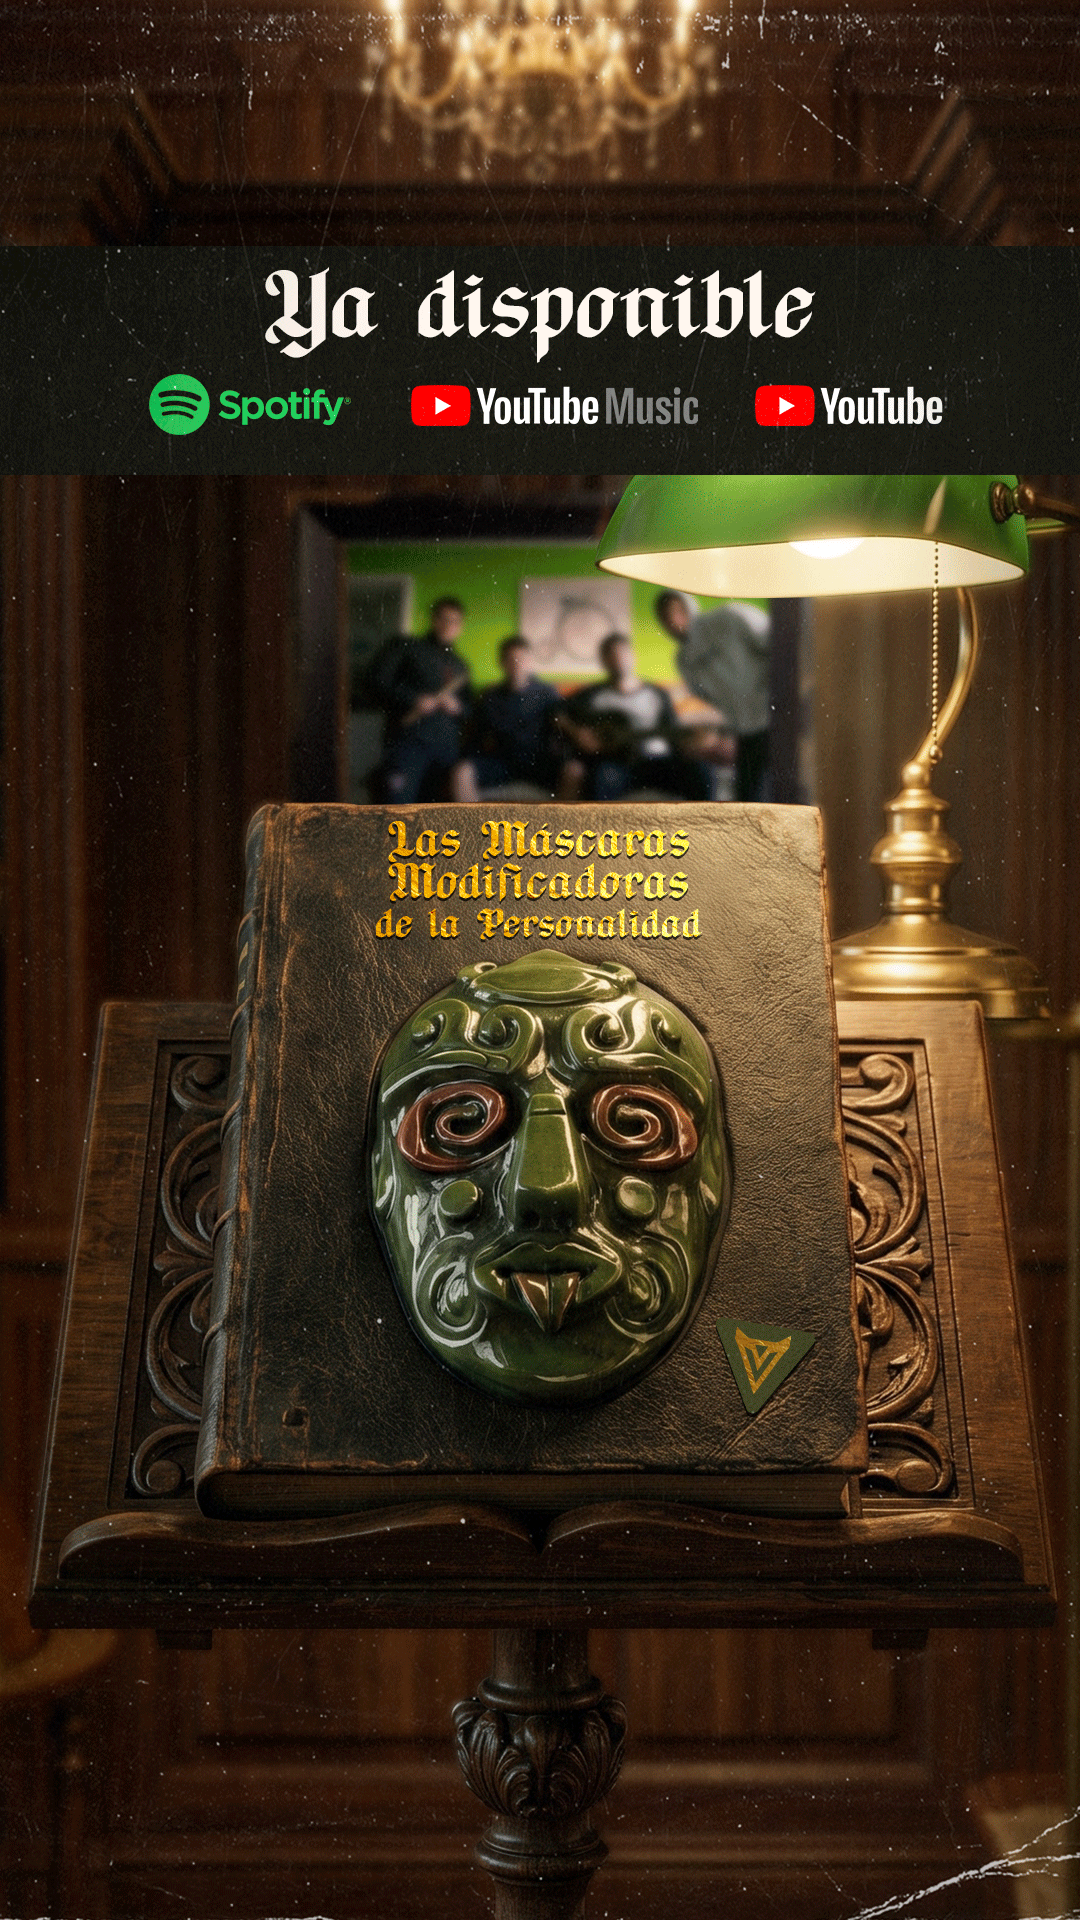 Ya disponible
Spotify YouTube Music YouTube
Las Máscaras
Modificadoras
de la Personalidad